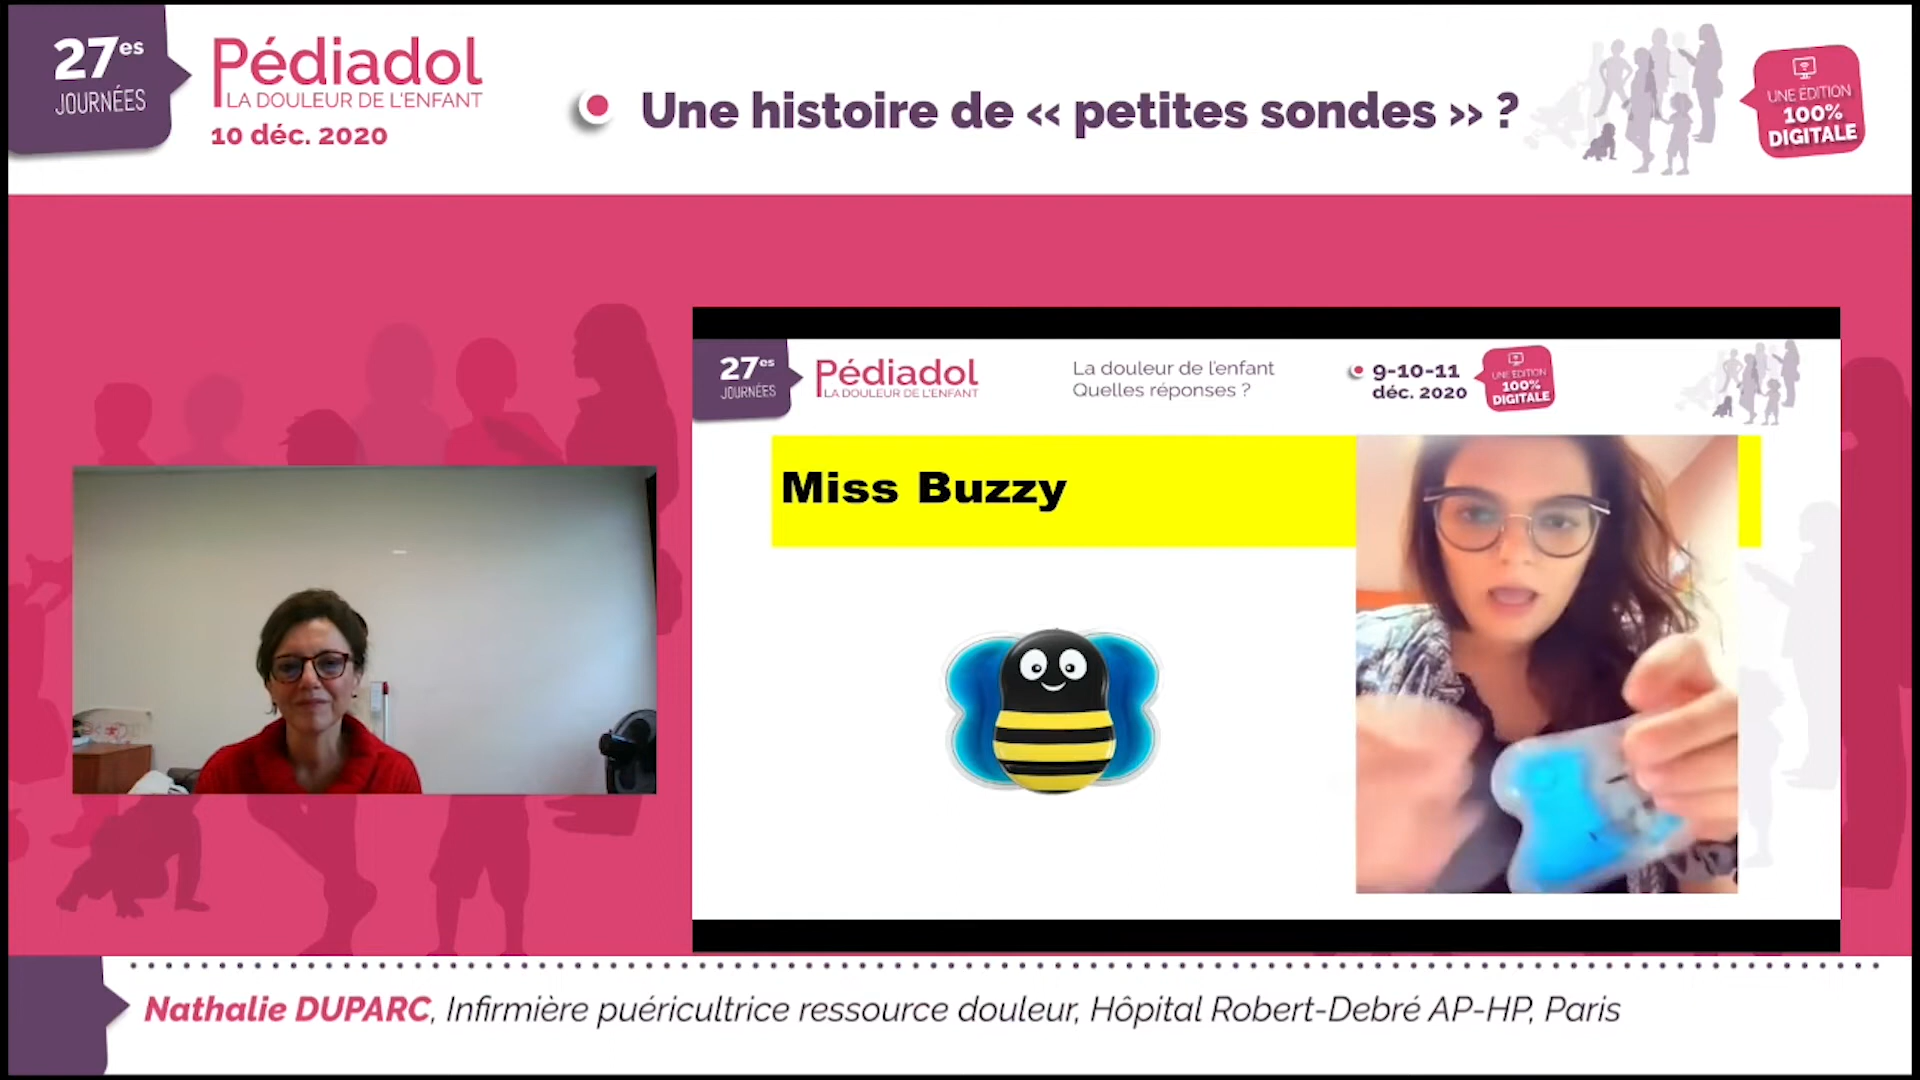 27es
JOURNÉES
Pédiadol
LA DOULEUR DE L'ENFANT
10 déc. 2020
Une histoire de « petites sondes » ?
UNE ÉDITION
100%
DIGITALE
27es
JOURNÉES
Pédiadol
LA DOULEUR DE L'ENFANT
La douleur de l'enfant
Quelles réponses ?
9-10-11
déc. 2020
UNE ÉDITION
100%
DIGITALE
Miss Buzzy
Nathalie DUPARC, Infirmière puéricultrice ressource douleur, Hôpital Robert-Debré AP-HP, Paris